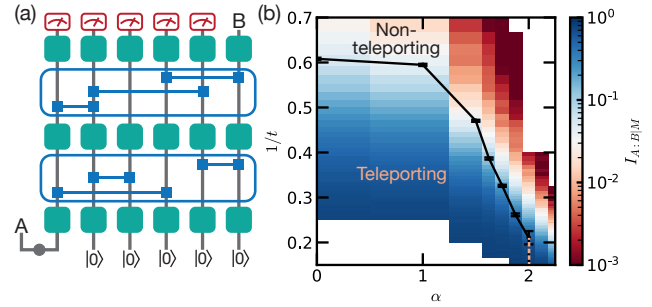 (a)
B
A
|0⟩ |0⟩ |0⟩ |0⟩ |0⟩
(b)
Non-
teleporting
Teleporting
1/t
0.7
0.6
0.5
0.4
0.3
0.2
0 1 2
α
10⁰
10⁻¹
10⁻²
10⁻³
I_{A:B|M}